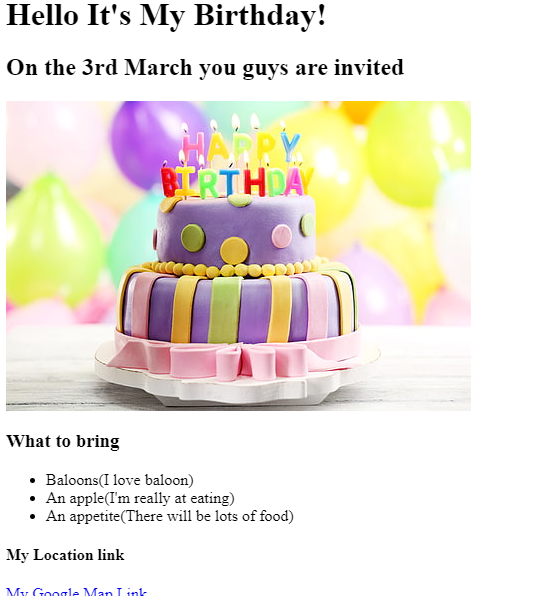 Hello It's My Birthday!
On the 3rd March you guys are invited
HAPPY
BIRTHDAY
What to bring
Baloons(I love baloon)
An apple(I'm really at eating)
An appetite(There will be lots of food)
My Location link
My Google Map Link